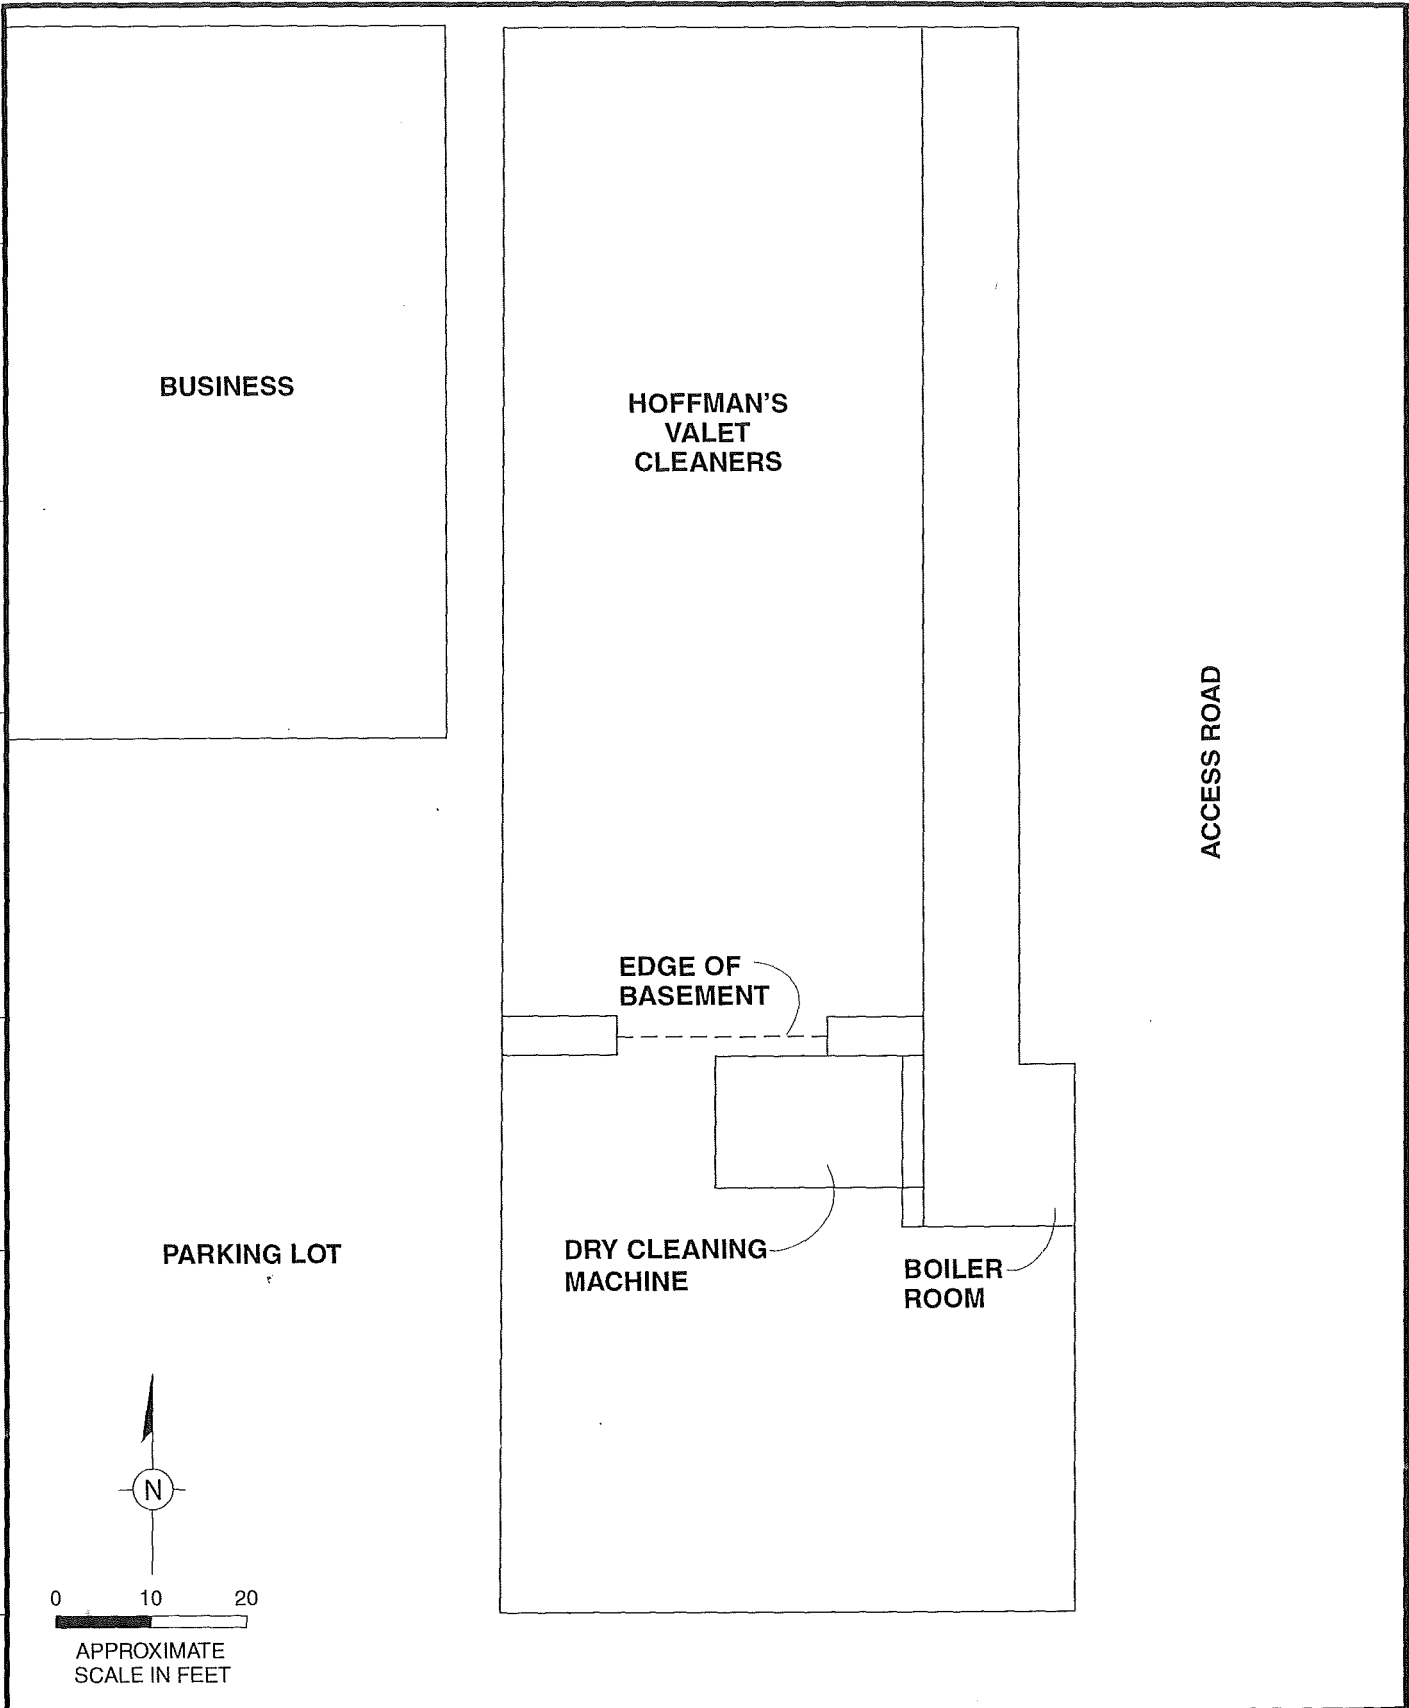 BUSINESS
HOFFMAN'S
VALET
CLEANERS
ACCESS ROAD
EDGE OF
BASEMENT
PARKING LOT
DRY CLEANING
MACHINE
BOILER
ROOM
N
0 10 20
APPROXIMATE
SCALE IN FEET